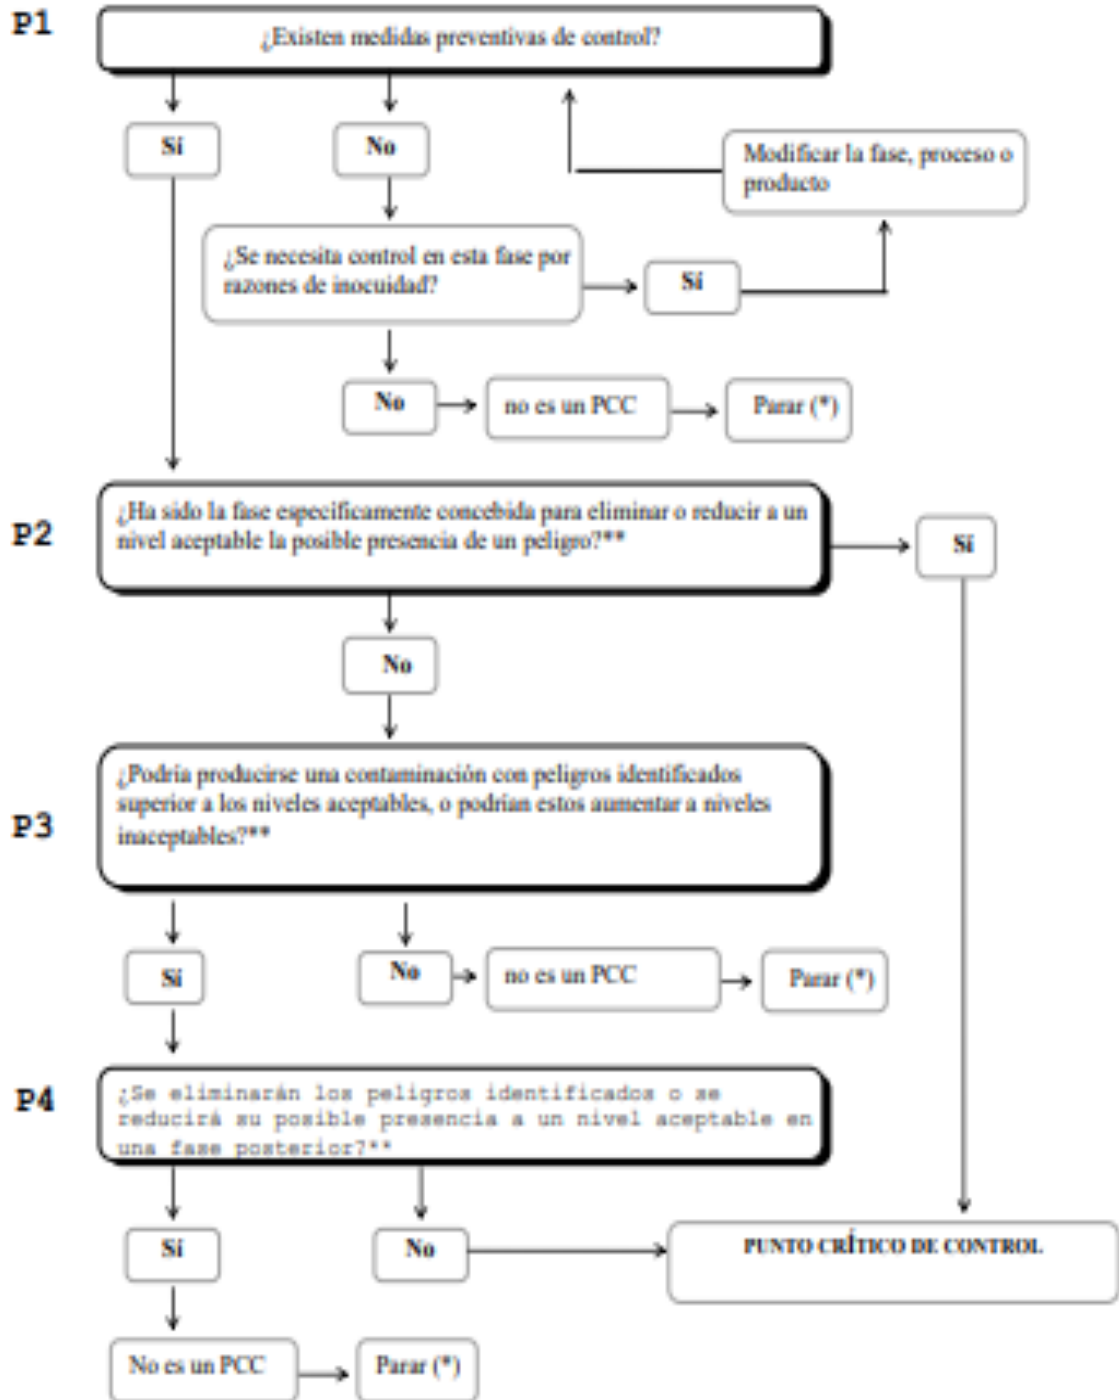 P1
¿Existen medidas preventivas de control?
Sí
No
Modificar la fase, proceso o
producto
¿Se necesita control en esta fase por
razones de inocuidad?
Sí
No
no es un PCC
Parar (*)
P2
¿Ha sido la fase específicamente concebida para eliminar o reducir a un
nivel aceptable la posible presencia de un peligro?**
Sí
No
P3
¿Podría producirse una contaminación con peligros identificados
superior a los niveles aceptables, o podrían estos aumentar a niveles
inaceptables?**
Sí
No
no es un PCC
Parar (*)
P4
¿Se eliminarán los peligros identificados o se
reducirá su posible presencia a un nivel aceptable en
una fase posterior?**
Sí
No
PUNTO CRÍTICO DE CONTROL
No es un PCC
Parar (*)